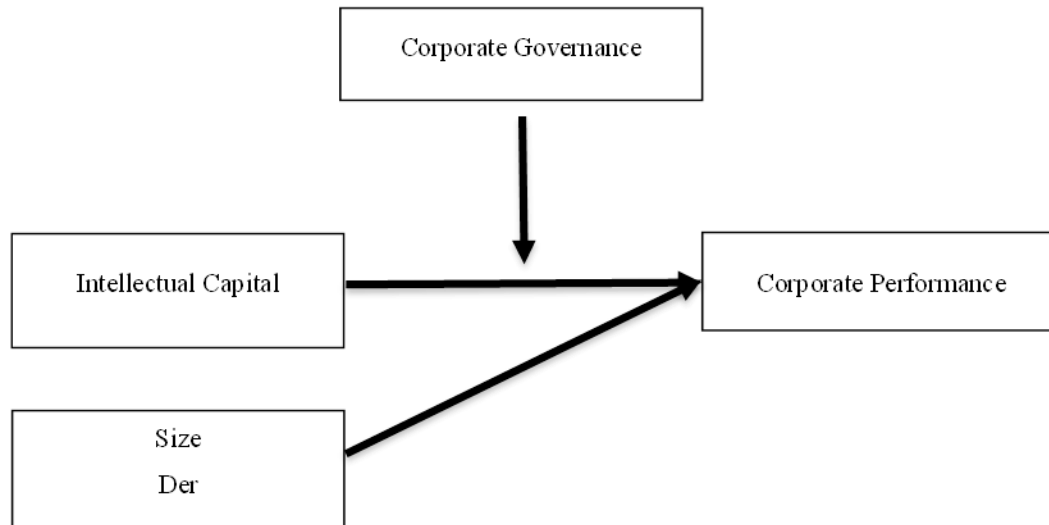 Corporate Governance
Intellectual Capital
Corporate Performance
Size
Der